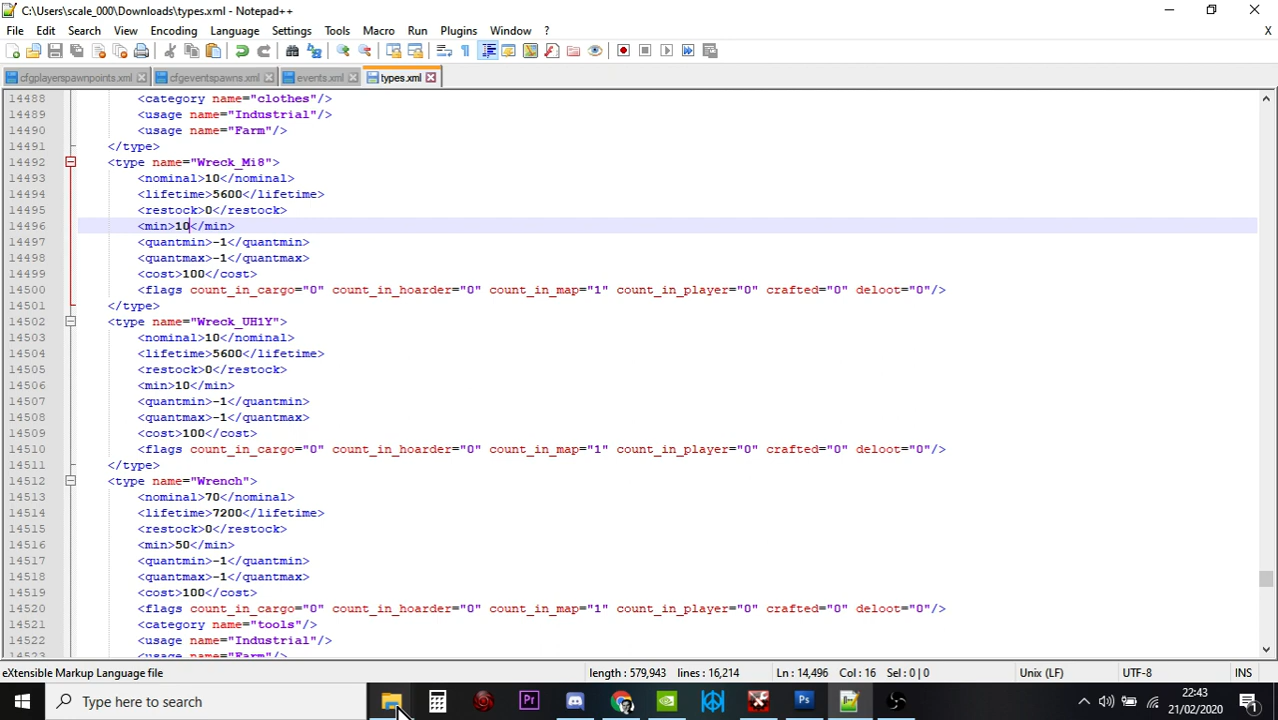 C:\Users\scale_000\Downloads\types.xml - Notepad++
File Edit Search View Encoding Language Settings Tools Macro Run Plugins Window ? X
cfgplayerspawnpoints.xml cfgeventspawns.xml events.xml types.xml
14488 <category name="clothes"/>
14489 <usage name="Industrial"/>
14490 <usage name="Farm"/>
14491 </type>
14492 <type name="Wreck_Mi8">
14493 <nominal>10</nominal>
14494 <lifetime>5600</lifetime>
14495 <restock>0</restock>
14496 <min>10</min>
14497 <quantmin>-1</quantmin>
14498 <quantmax>-1</quantmax>
14499 <cost>100</cost>
14500 <flags count_in_cargo="0" count_in_hoarder="0" count_in_map="1" count_in_player="0" crafted="0" deloot="0"/>
14501 </type>
14502 <type name="Wreck_UH1Y">
14503 <nominal>10</nominal>
14504 <lifetime>5600</lifetime>
14505 <restock>0</restock>
14506 <min>10</min>
14507 <quantmin>-1</quantmin>
14508 <quantmax>-1</quantmax>
14509 <cost>100</cost>
14510 <flags count_in_cargo="0" count_in_hoarder="0" count_in_map="1" count_in_player="0" crafted="0" deloot="0"/>
14511 </type>
14512 <type name="Wrench">
14513 <nominal>70</nominal>
14514 <lifetime>7200</lifetime>
14515 <restock>0</restock>
14516 <min>50</min>
14517 <quantmin>-1</quantmin>
14518 <quantmax>-1</quantmax>
14519 <cost>100</cost>
14520 <flags count_in_cargo="0" count_in_hoarder="0" count_in_map="1" count_in_player="0" crafted="0" deloot="0"/>
14521 <category name="tools"/>
14522 <usage name="Industrial"/>
14523 <usage name="Farm"/>
eXtensible Markup Language file length : 579,943 lines : 16,214 Ln : 14,496 Col : 16 Sel : 0 | 0 Unix (LF) UTF-8 INS
Type here to search Pr Ps 22:43
21/02/2020 1